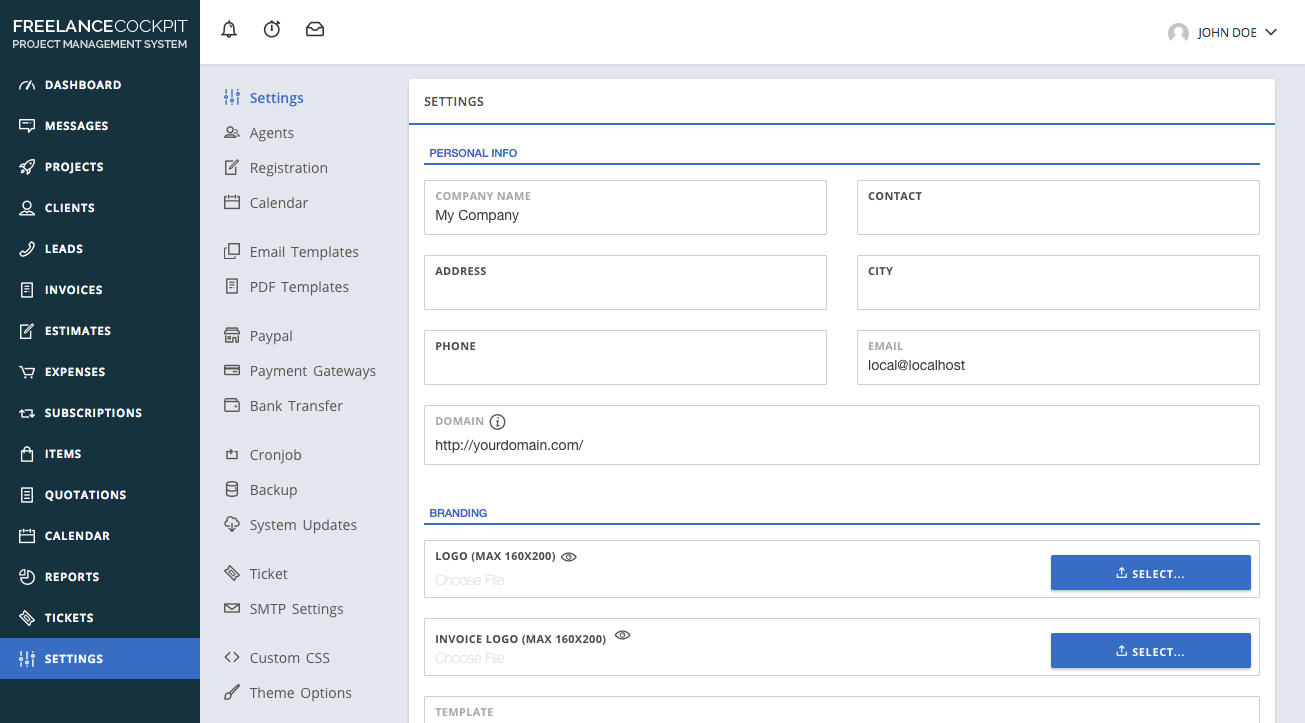 FREELANCECOCKPIT
PROJECT MANAGEMENT SYSTEM
DASHBOARD
MESSAGES
PROJECTS
CLIENTS
LEADS
INVOICES
ESTIMATES
EXPENSES
SUBSCRIPTIONS
ITEMS
QUOTATIONS
CALENDAR
REPORTS
TICKETS
SETTINGS
JOHN DOE
Settings
Agents
Registration
Calendar
Email Templates
PDF Templates
Paypal
Payment Gateways
Bank Transfer
Cronjob
Backup
System Updates
Ticket
SMTP Settings
Custom CSS
Theme Options
SETTINGS
PERSONAL INFO
COMPANY NAME
My Company
CONTACT
ADDRESS
CITY
PHONE
EMAIL
local@localhost
DOMAIN
http://yourdomain.com/
BRANDING
LOGO (MAX 160X200)
Choose File
SELECT...
INVOICE LOGO (MAX 160X200)
Choose File
SELECT...
TEMPLATE